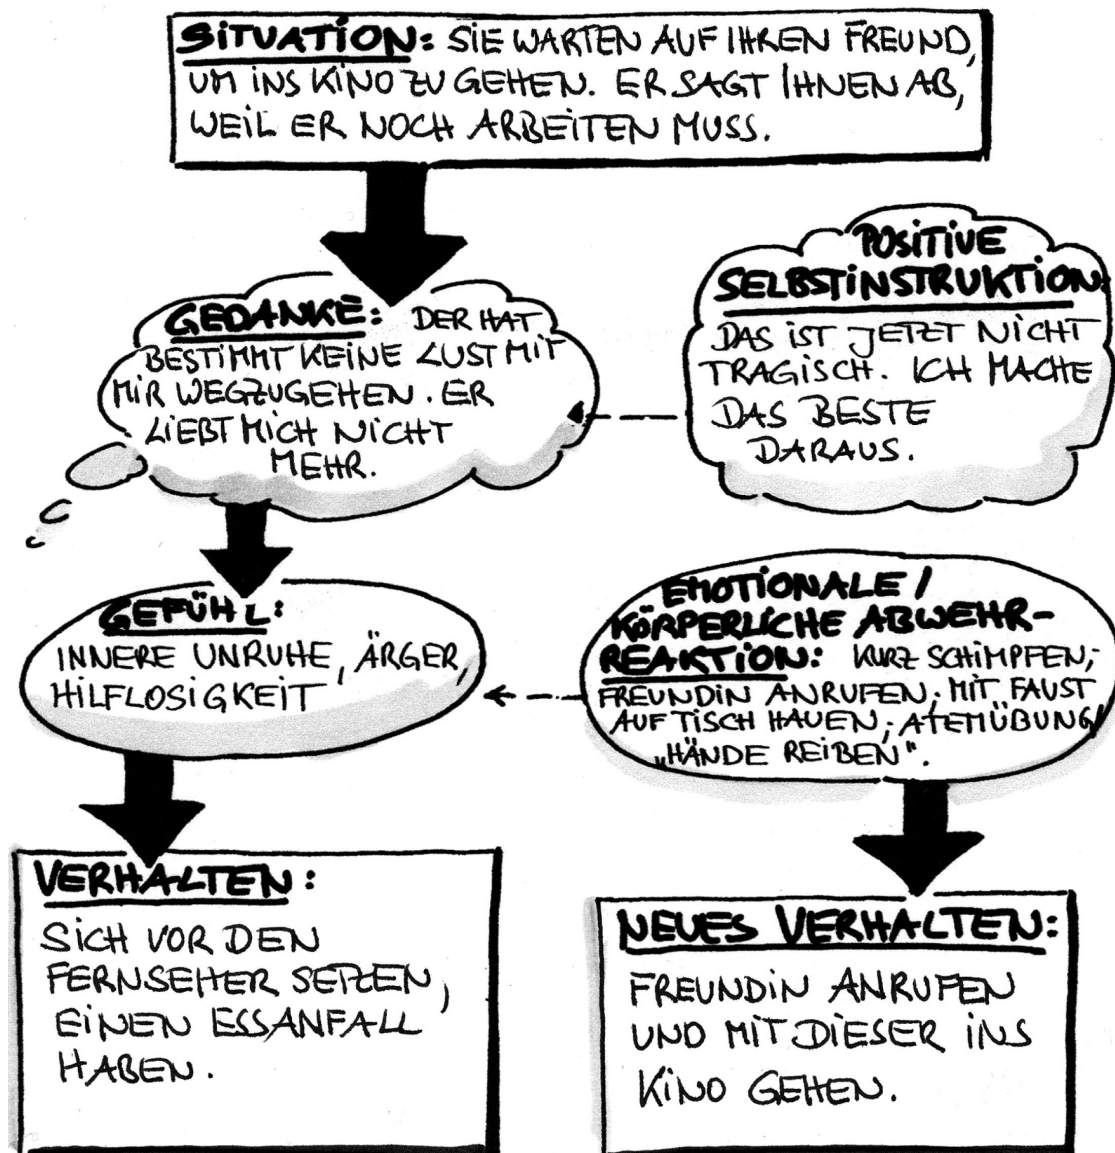 SITUATION: SIE WARTEN AUF IHREN FREUND,
UM INS KINO ZU GEHEN. ER SAGT IHNEN AB,
WEIL ER NOCH ARBEITEN MUSS.
GEDANKE: DER HAT
BESTIMMT KEINE LUST MIT
MIR WEGZUGEHEN. ER
LIEBT MICH NICHT
MEHR.
POSITIVE
SELBSTINSTRUKTION:
DAS IST JETZT NICHT
TRAGISCH. ICH MACHE
DAS BESTE
DARAUS.
GEFÜHL:
INNERE UNRUHE, ÄRGER,
HILFLOSIGKEIT
EMOTIONALE /
KÖRPERLICHE ABWEHR-
REAKTION: KURZ SCHIMPFEN;
FREUNDIN ANRUFEN; MIT FAUST
AUF TISCH HAUEN; ATEMÜBUNG
„HÄNDE REIBEN".
VERHALTEN:
SICH VOR DEN
FERNSEHER SETZEN,
EINEN ESSANFALL
HABEN.
NEUES VERHALTEN:
FREUNDIN ANRUFEN
UND MIT DIESER INS
KINO GEHEN.